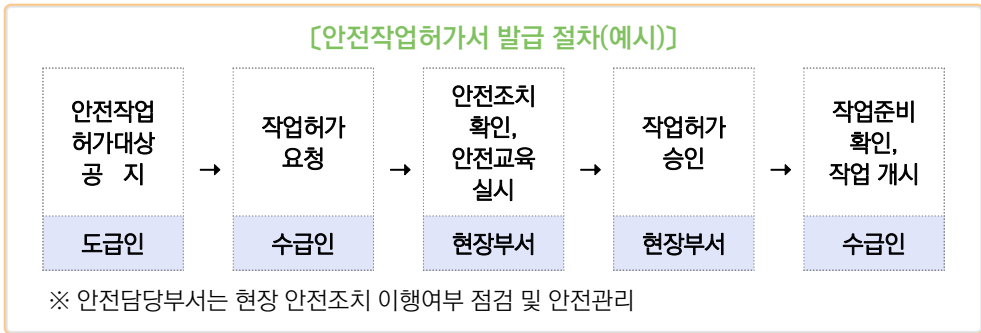 [안전작업허가서 발급 절차(예시)]
안전작업
허가대상
공 지
도급인
→
작업허가
요청
수급인
→
안전조치
확인,
안전교육
실시
현장부서
→
작업허가
승인
현장부서
→
작업준비
확인,
작업 개시
수급인
※ 안전담당부서는 현장 안전조치 이행여부 점검 및 안전관리